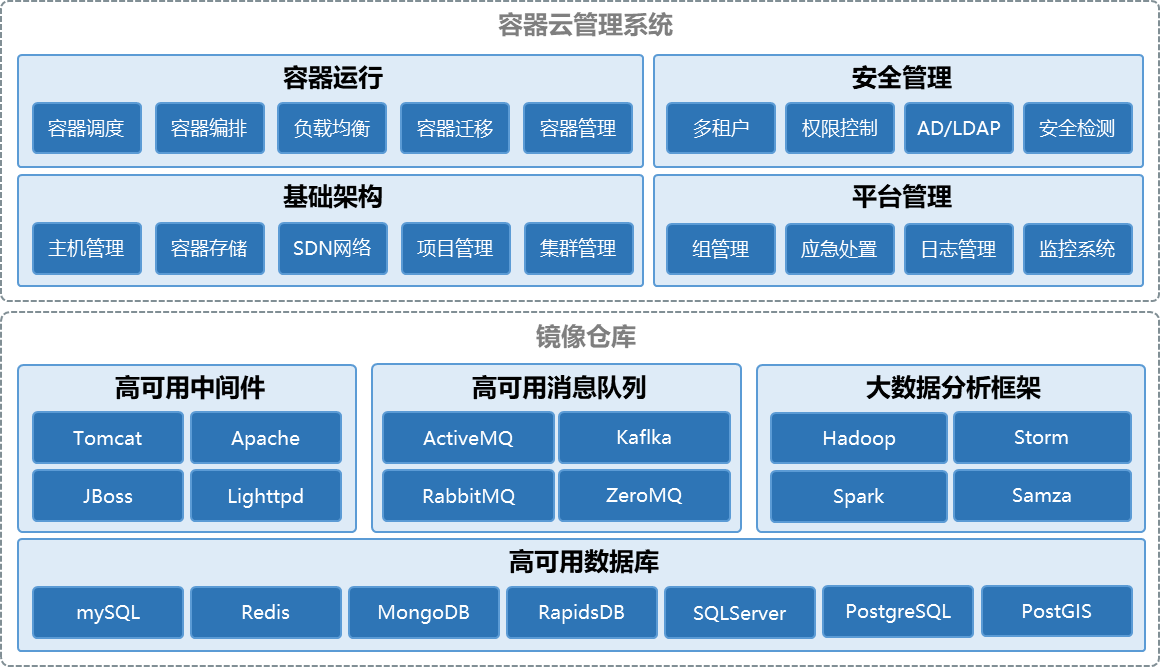 容器云管理系统
容器运行
容器调度 容器编排 负载均衡 容器迁移 容器管理
安全管理
多租户 权限控制 AD/LDAP 安全检测
基础架构
主机管理 容器存储 SDN网络 项目管理 集群管理
平台管理
组管理 应急处置 日志管理 监控系统
镜像仓库
高可用中间件
Tomcat Apache
JBoss Lighttpd
高可用消息队列
ActiveMQ Kaflka
RabbitMQ ZeroMQ
大数据分析框架
Hadoop Storm
Spark Samza
高可用数据库
mySQL Redis MongoDB RapidsDB SQLServer PostgreSQL PostGIS